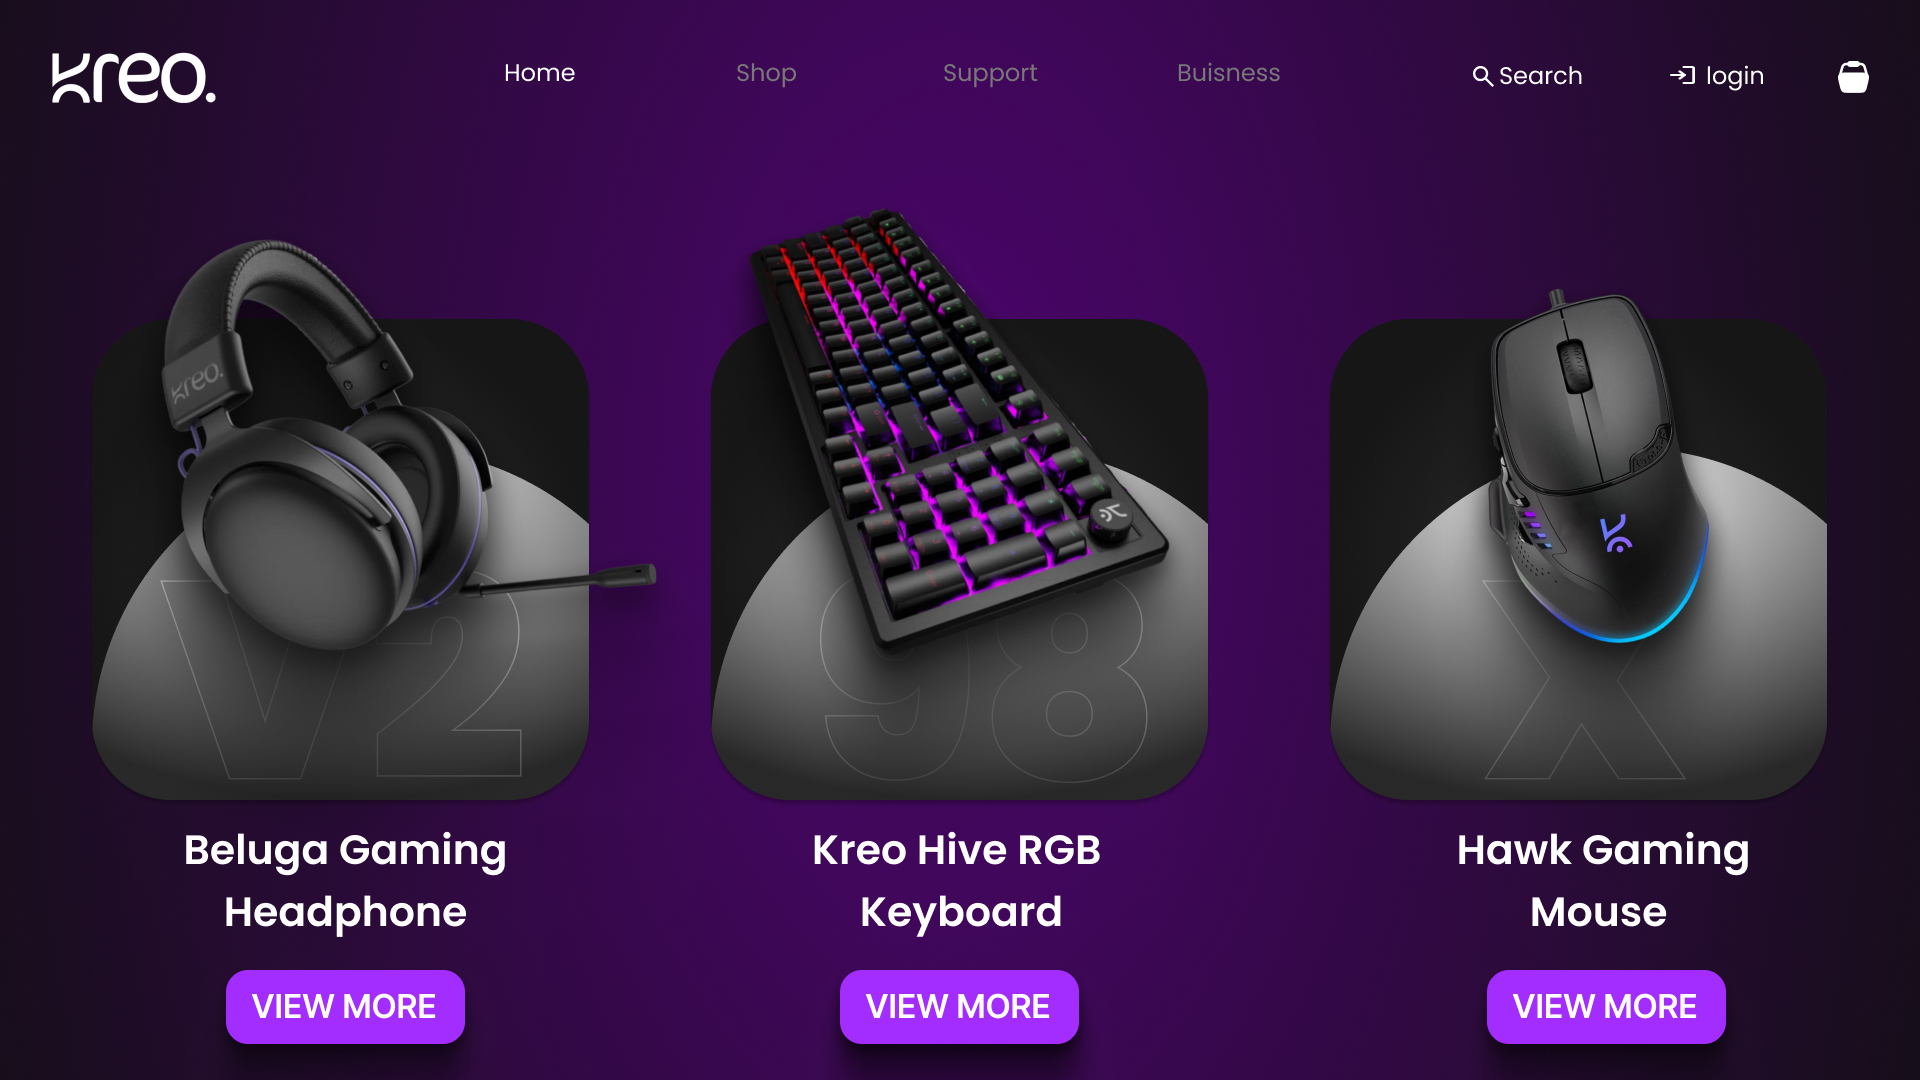 kreo.
Home
Shop
Support
Buisness
Search
login
kreo.
V2
98
X
Beluga Gaming
Headphone
Kreo Hive RGB
Keyboard
Hawk Gaming
Mouse
VIEW MORE
VIEW MORE
VIEW MORE